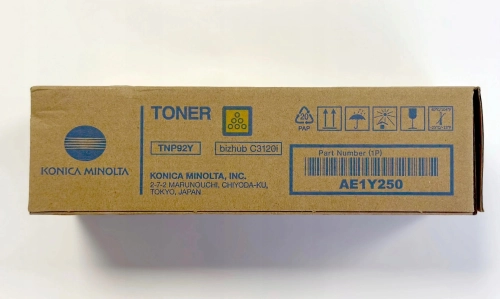 TONER
TNP92Y
bizhub C3120i
KONICA MINOLTA
KONICA MINOLTA, INC.
2-7-2 MARUNOUCHI, CHIYODA-KU,
TOKYO, JAPAN
20
PAP
Part Number (1P)
AE1Y250